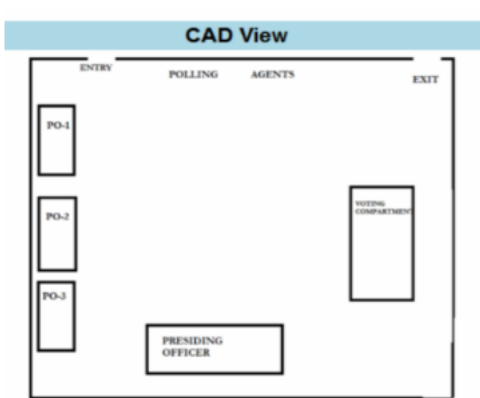 CAD View
ENTRY
POLLING AGENTS
EXIT
PO-1
PO-2
VOTING
COMPARTMENT
PO-3
PRESIDING
OFFICER